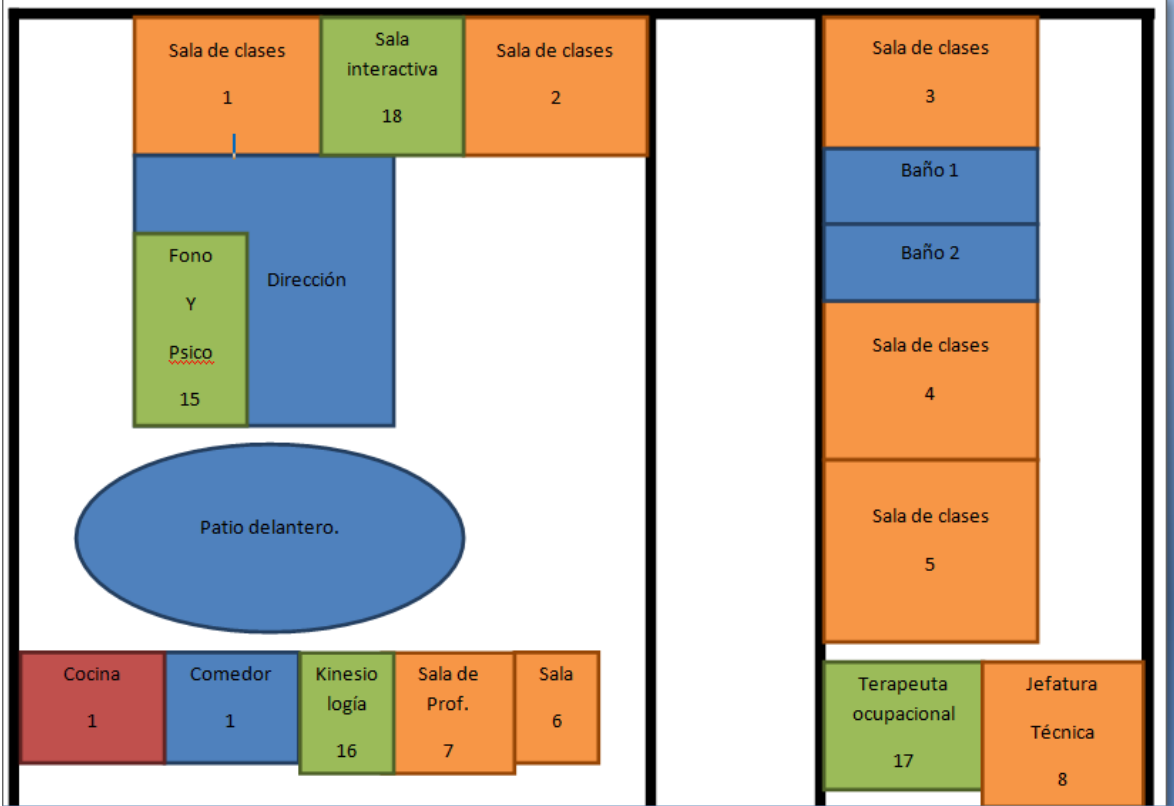 Sala de clases
1
Sala
interactiva
18
Sala de clases
2
Sala de clases
3
Baño 1
Baño 2
Fono
Y
Psico
15
Dirección
Sala de clases
4
Sala de clases
5
Patio delantero.
Cocina
1
Comedor
1
Kinesio
logía
16
Sala de
Prof.
7
Sala
6
Terapeuta
ocupacional
17
Jefatura
Técnica
8